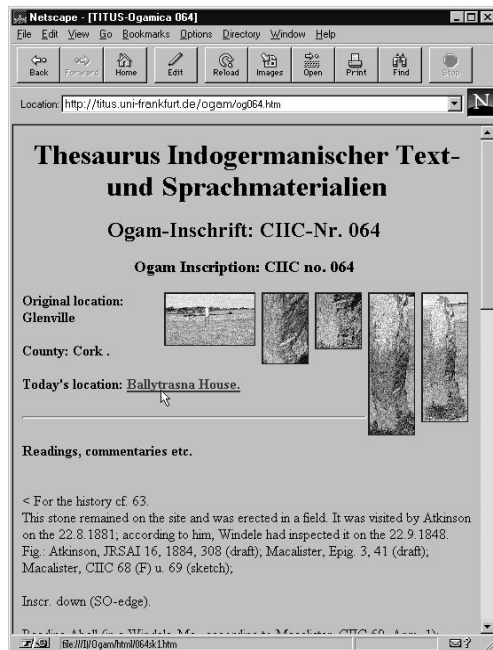 Netscape - [TITUS-Ogamica 064]
File Edit View Go Bookmarks Options Directory Window Help
Back Forward Home Edit Reload Images Open Print Find Stop
Location: http://titus.uni-frankfurt.de/ogam/og064.htm
N
Thesaurus Indogermanischer Text-
und Sprachmaterialien
Ogam-Inschrift: CIIC-Nr. 064
Ogam Inscription: CIIC no. 064
Original location:
Glenville
County: Cork .
Today's location: Ballytrasna House.
Readings, commentaries etc.
< For the history cf. 63.
This stone remained on the site and was erected in a field. It was visited by Atkinson
on the 22.8.1881; according to him, Windele had inspected it on the 22.9.1848.
Fig.: Atkinson, JRSAI 16, 1884, 308 (draft); Macalister, Epig. 3, 41 (draft);
Macalister, CIIC 68 (F) u. 69 (sketch);
Inscr. down (SO-edge).
file:///I|/Ogam/html/064sk1.htm